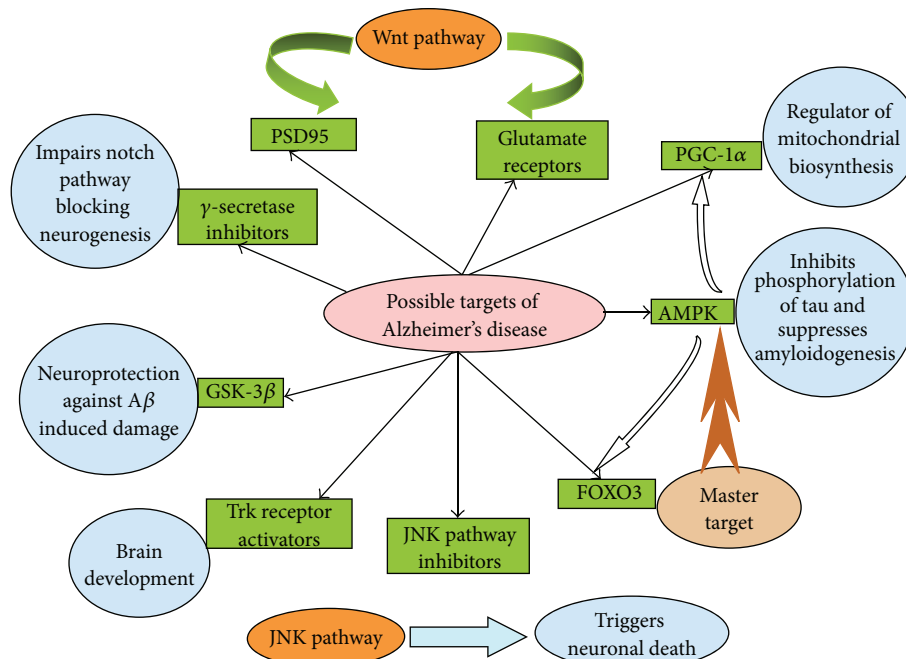 Wnt pathway
PSD95
Glutamate
receptors
PGC-1α
Regulator of
mitochondrial
biosynthesis
Impairs notch
pathway
blocking
neurogenesis
γ-secretase
inhibitors
Possible targets of
Alzheimer's disease
AMPK
Inhibits
phosphorylation
of tau and
suppresses
amyloidogenesis
Neuroprotection
against Aβ
induced damage
GSK-3β
Trk receptor
activators
Brain
development
JNK pathway
inhibitors
FOXO3
Master
target
JNK pathway
Triggers
neuronal death